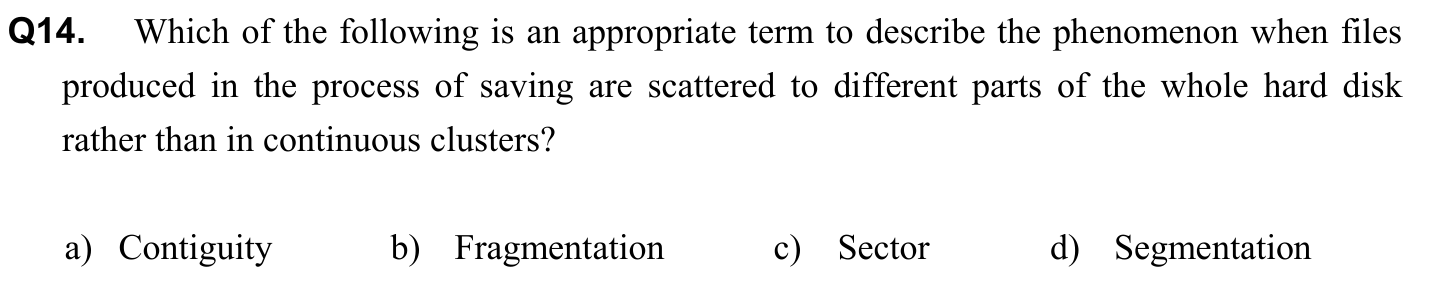 Q14. Which of the following is an appropriate term to describe the phenomenon when files
produced in the process of saving are scattered to different parts of the whole hard disk
rather than in continuous clusters?
a) Contiguity b) Fragmentation c) Sector d) Segmentation